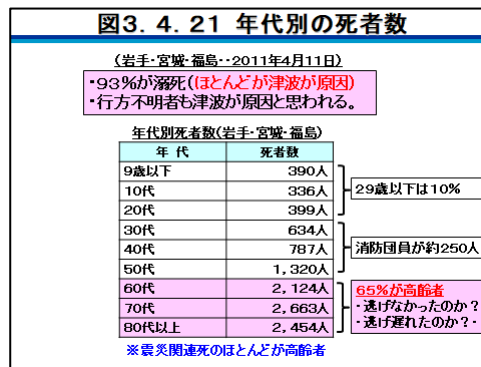 図3. 4. 21 年代別の死者数
(岩手・宮城・福島・・2011年4月11日)
・93%が溺死(ほとんどが津波が原因)
・行方不明者も津波が原因と思われる。
年代別死者数(岩手・宮城・福島)
年 代 死者数
9歳以下 390人
10代 336人
20代 399人
29歳以下は10%
30代 634人
40代 787人
50代 1,320人
消防団員が約250人
60代 2,124人
70代 2,663人
80代以上 2,454人
65%が高齢者
・逃げなかったのか?
・逃げ遅れたのか?・
※震災関連死のほとんどが高齢者